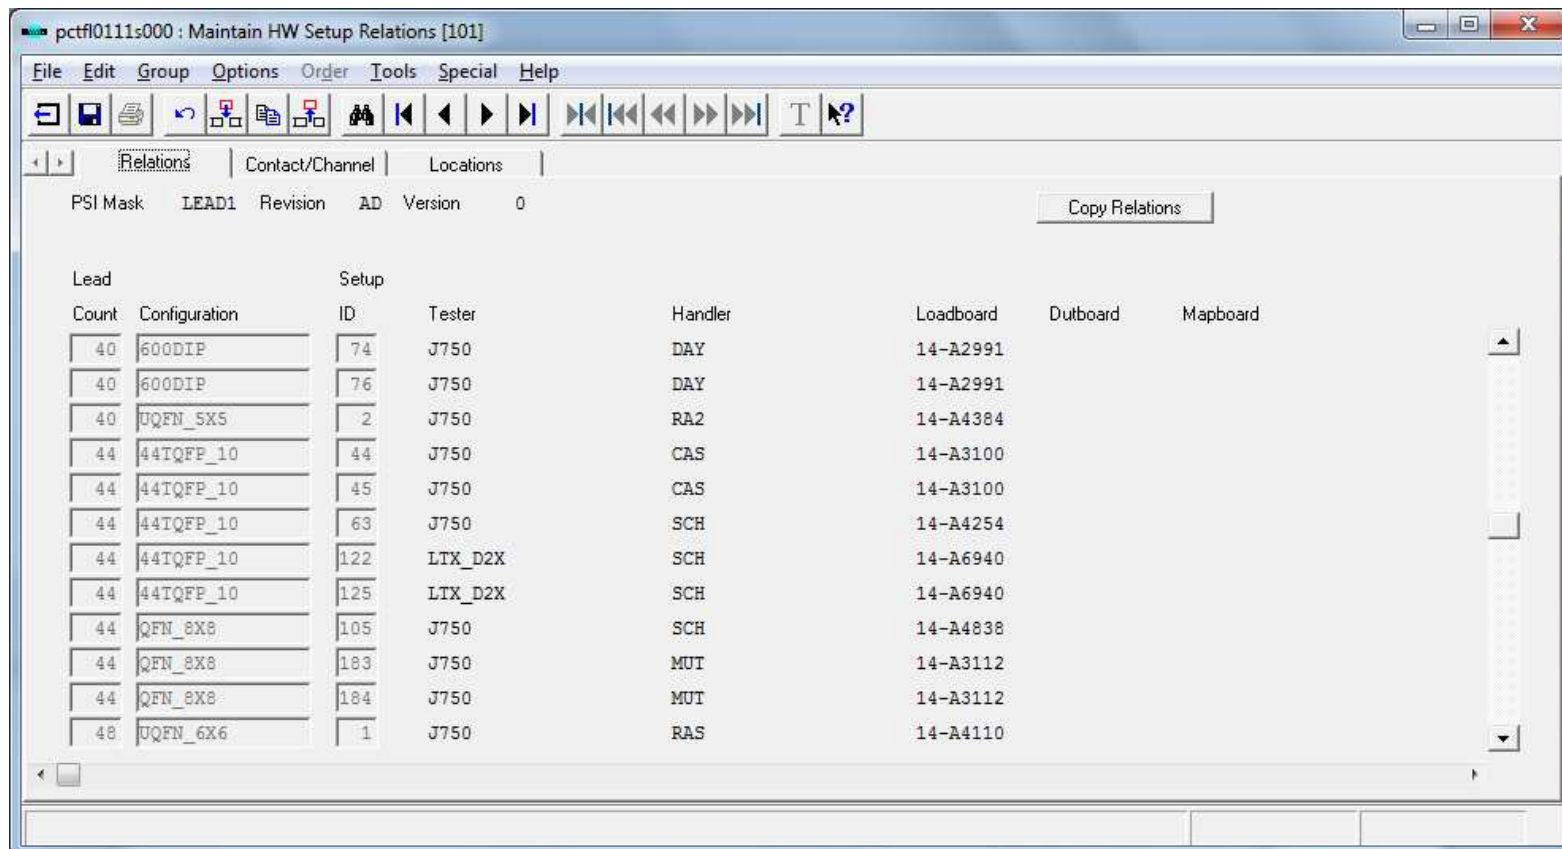 pctfl0111s000 : Maintain HW Setup Relations [101]
File Edit Group Options Order Tools Special Help
T ?
Relations Contact/Channel Locations
PSI Mask LEAD1 Revision AD Version 0 Copy Relations
Lead Setup
Count Configuration ID Tester Handler Loadboard Dutboard Mapboard
40 600DIP 74 J750 DAY 14-A2991
40 600DIP 76 J750 DAY 14-A2991
40 UQFN_5X5 2 J750 RA2 14-A4384
44 44TQFP_10 44 J750 CAS 14-A3100
44 44TQFP_10 45 J750 CAS 14-A3100
44 44TQFP_10 63 J750 SCH 14-A4254
44 44TQFP_10 122 LTX_D2X SCH 14-A6940
44 44TQFP_10 125 LTX_D2X SCH 14-A6940
44 QFN_8X8 105 J750 SCH 14-A4838
44 QFN_8X8 183 J750 MUT 14-A3112
44 QFN_8X8 184 J750 MUT 14-A3112
48 UQFN_6X6 1 J750 RAS 14-A4110